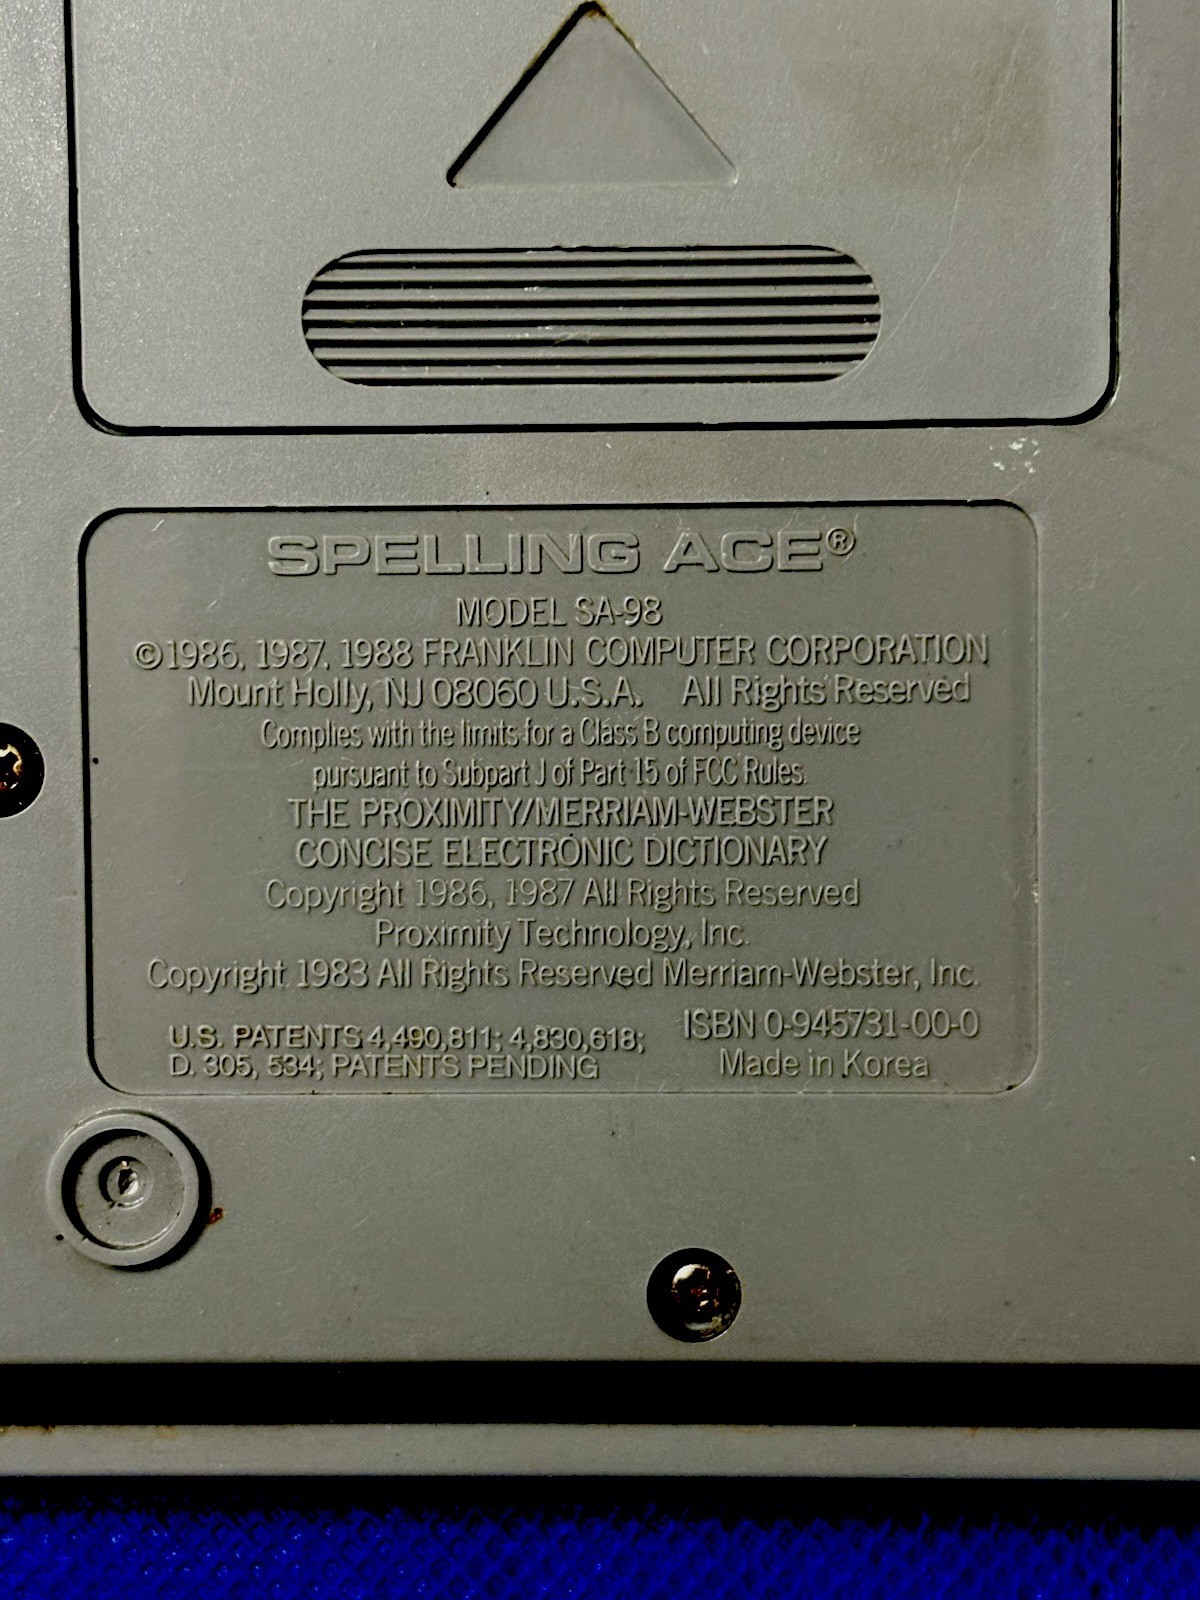 SPELLING ACE®
MODEL SA-98
©1986, 1987, 1988 FRANKLIN COMPUTER CORPORATION
Mount Holly, NJ 08060 U.S.A. All Rights Reserved
Complies with the limits for a Class B computing device
pursuant to Subpart J of Part 15 of FCC Rules.
THE PROXIMITY/MERRIAM-WEBSTER
CONCISE ELECTRONIC DICTIONARY
Copyright 1986, 1987 All Rights Reserved
Proximity Technology, Inc.
Copyright 1983 All Rights Reserved Merriam-Webster, Inc.
U.S. PATENTS 4,490,811; 4,830,618;
D. 305, 534; PATENTS PENDING
ISBN 0-945731-00-0
Made in Korea